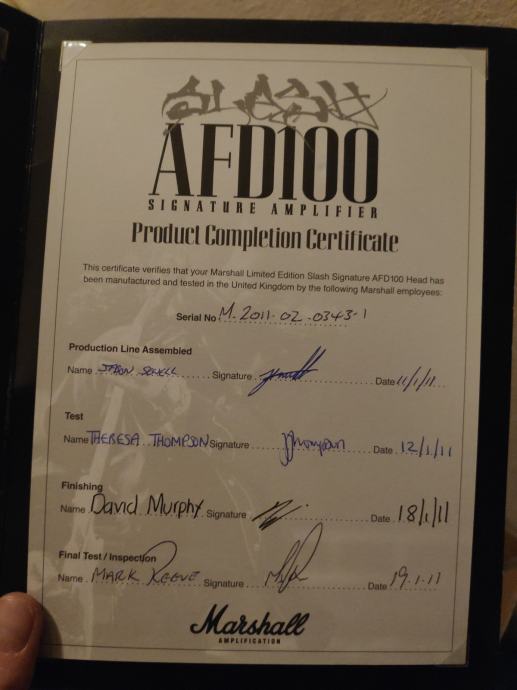 SLASH
AFD100
SIGNATURE AMPLIFIER
Product Completion Certificate
This certificate verifies that your Marshall Limited Edition Slash Signature AFD100 Head has
been manufactured and tested in the United Kingdom by the following Marshall employees:
Serial No M-2011-02-0343-1
Production Line Assembled
Name Signature Date 11/1/11
Test
Name THERESA THOMPSON Signature Date 12/1/11
Finishing
Name David Murphy Signature Date 18/1/11
Final Test / Inspection
Name MARK REEVE Signature Date 19.1.11
Marshall
AMPLIFICATION